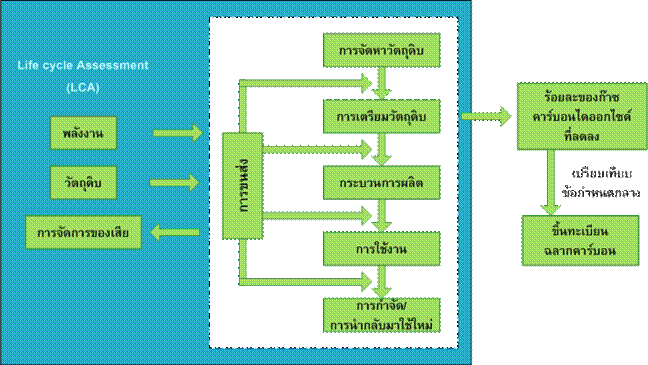 Life cycle Assessment
(LCA)
พลังงาน
วัตถุดิบ
การจัดการของเสีย
การขนส่ง
การจัดหาวัตถุดิบ
การเตรียมวัตถุดิบ
กระบวนการผลิต
การใช้งาน
การกำจัด/
การนำกลับมาใช้ใหม่
ร้อยละของก๊าซ
คาร์บอนไดออกไซด์
ที่ลดลง
เปรียบเทียบ
ข้อกำหนดกลาง
ขึ้นทะเบียน
ฉลากคาร์บอน